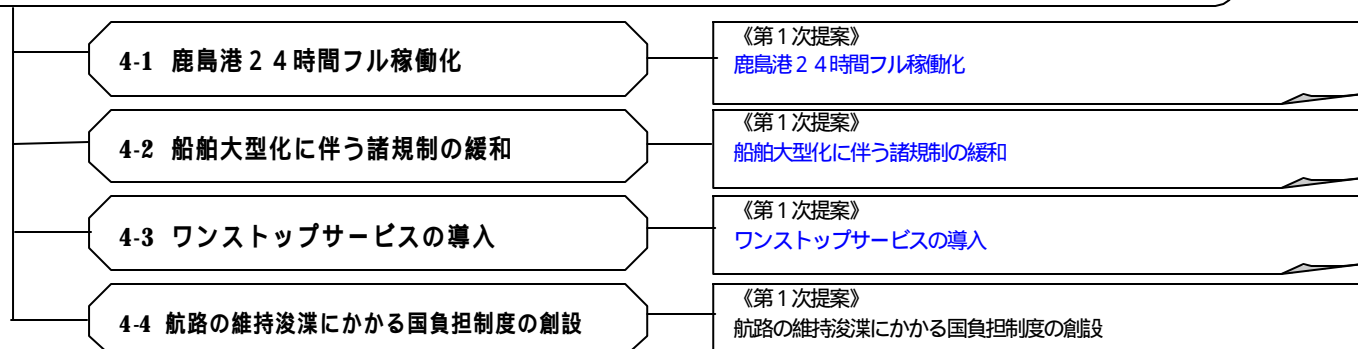 4-1 鹿島港２４時間フル稼働化
《第１次提案》
鹿島港２４時間フル稼働化
4-2 船舶大型化に伴う諸規制の緩和
《第１次提案》
船舶大型化に伴う諸規制の緩和
4-3 ワンストップサービスの導入
《第１次提案》
ワンストップサービスの導入
4-4 航路の維持浚渫にかかる国負担制度の創設
《第１次提案》
航路の維持浚渫にかかる国負担制度の創設